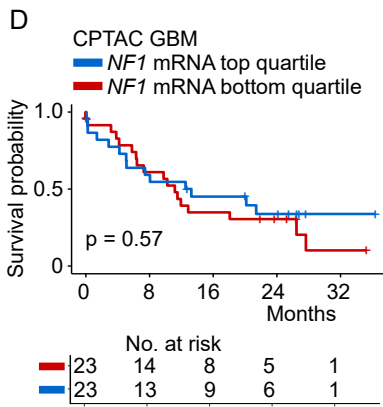 D
CPTAC GBM
NF1 mRNA top quartile
NF1 mRNA bottom quartile
Survival probability
1.0
0.5
0
p = 0.57
0 8 16 24 32
Months
No. at risk
23 14 8 5 1
23 13 9 6 1